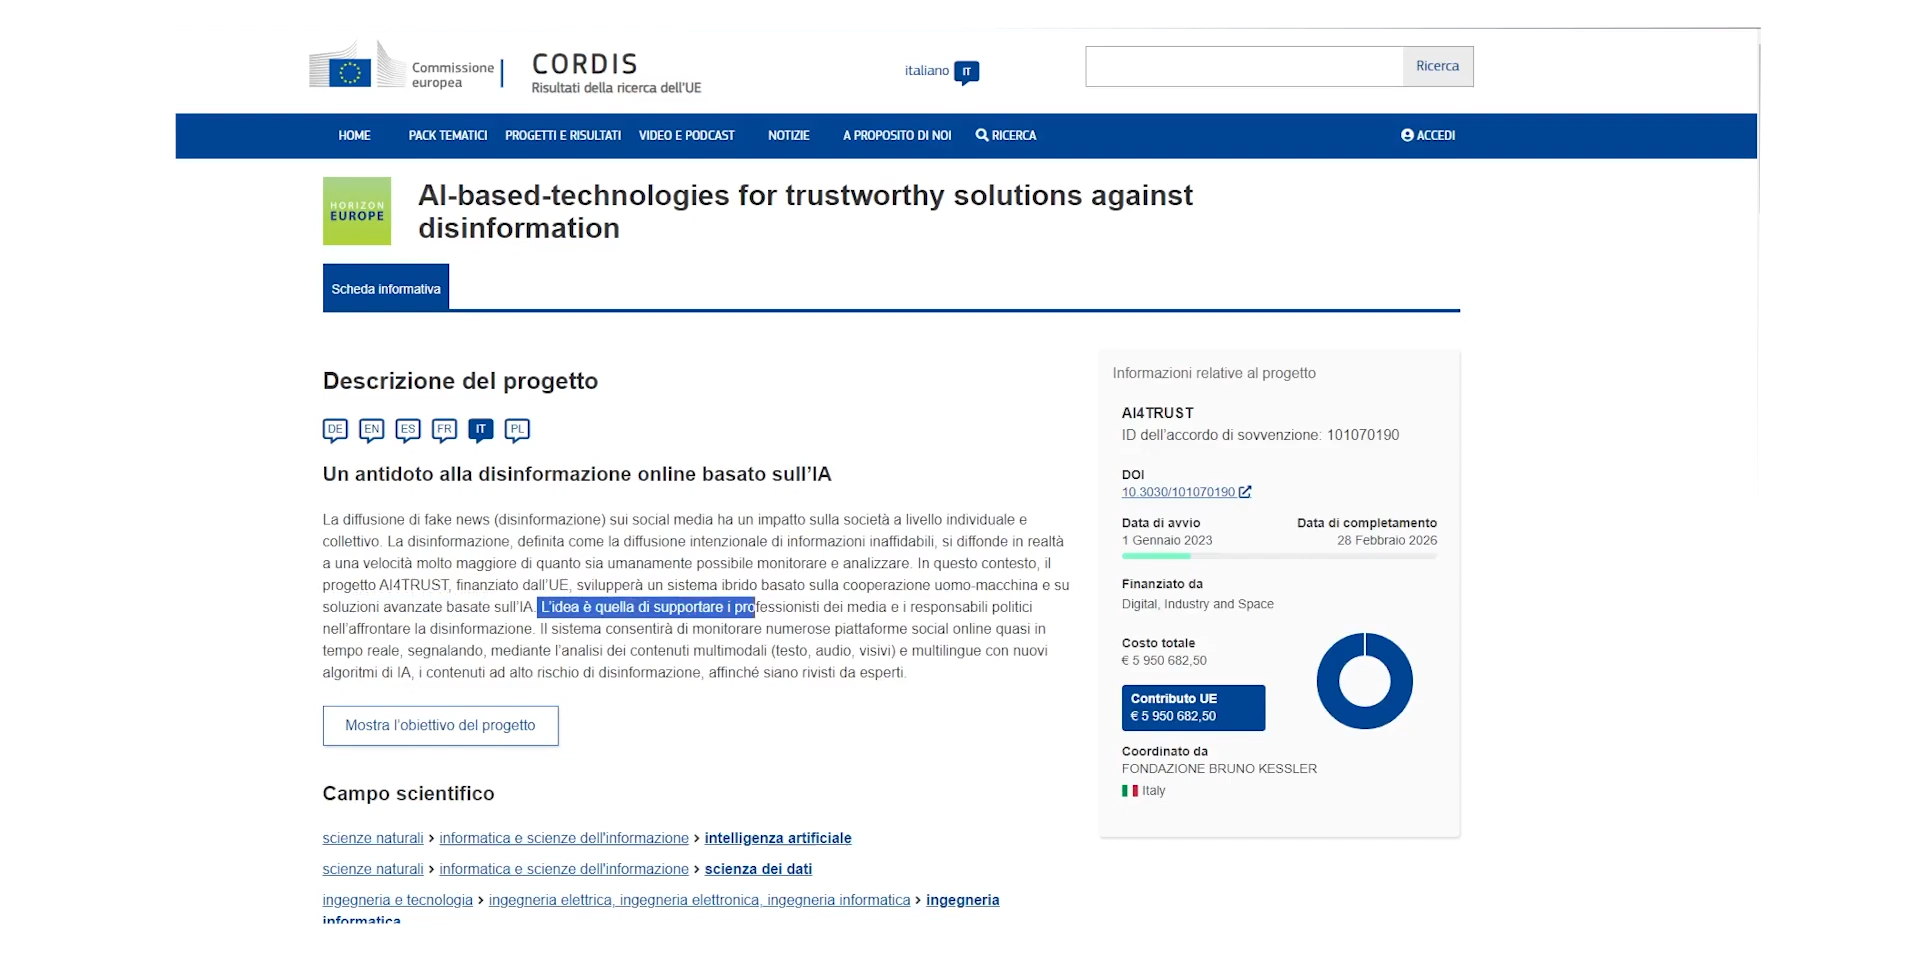 Commissione
europea
CORDIS
Risultati della ricerca dell'UE
italiano IT
Ricerca
HOME PACK TEMATICI PROGETTI E RISULTATI VIDEO E PODCAST NOTIZIE A PROPOSITO DI NOI RICERCA ACCEDI
HORIZON
EUROPE
AI-based-technologies for trustworthy solutions against
disinformation
Scheda informativa
Descrizione del progetto
DE EN ES FR IT PL
Un antidoto alla disinformazione online basato sull'IA
La diffusione di fake news (disinformazione) sui social media ha un impatto sulla società a livello individuale e
collettivo. La disinformazione, definita come la diffusione intenzionale di informazioni inaffidabili, si diffonde in realtà
a una velocità molto maggiore di quanto sia umanamente possibile monitorare e analizzare. In questo contesto, il
progetto AI4TRUST, finanziato dall'UE, svilupperà un sistema ibrido basato sulla cooperazione uomo-macchina e su
soluzioni avanzate basate sull'IA. L'idea è quella di supportare i professionisti dei media e i responsabili politici
nell'affrontare la disinformazione. Il sistema consentirà di monitorare numerose piattaforme social online quasi in
tempo reale, segnalando, mediante l'analisi dei contenuti multimodali (testo, audio, visivi) e multilingue con nuovi
algoritmi di IA, i contenuti ad alto rischio di disinformazione, affinché siano rivisti da esperti.
Mostra l'obiettivo del progetto
Campo scientifico
scienze naturali > informatica e scienze dell'informazione > intelligenza artificiale
scienze naturali > informatica e scienze dell'informazione > scienza dei dati
ingegneria e tecnologia > ingegneria elettrica, ingegneria elettronica, ingegneria informatica > ingegneria
informatica
Informazioni relative al progetto
AI4TRUST
ID dell'accordo di sovvenzione: 101070190
DOI
10.3030/101070190
Data di avvio Data di completamento
1 Gennaio 2023 28 Febbraio 2026
Finanziato da
Digital, Industry and Space
Costo totale
€ 5 950 682,50
Contributo UE
€ 5 950 682,50
Coordinato da
FONDAZIONE BRUNO KESSLER
Italy